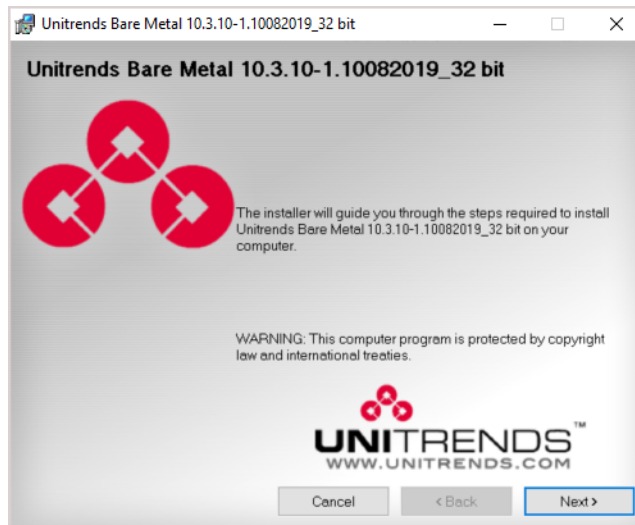 Unitrends Bare Metal 10.3.10-1.10082019_32 bit
Unitrends Bare Metal 10.3.10-1.10082019_32 bit
The installer will guide you through the steps required to install
Unitrends Bare Metal 10.3.10-1.10082019_32 bit on your
computer.
WARNING: This computer program is protected by copyright
law and international treaties.
UNITRENDS™
WWW.UNITRENDS.COM
Cancel
< Back
Next >